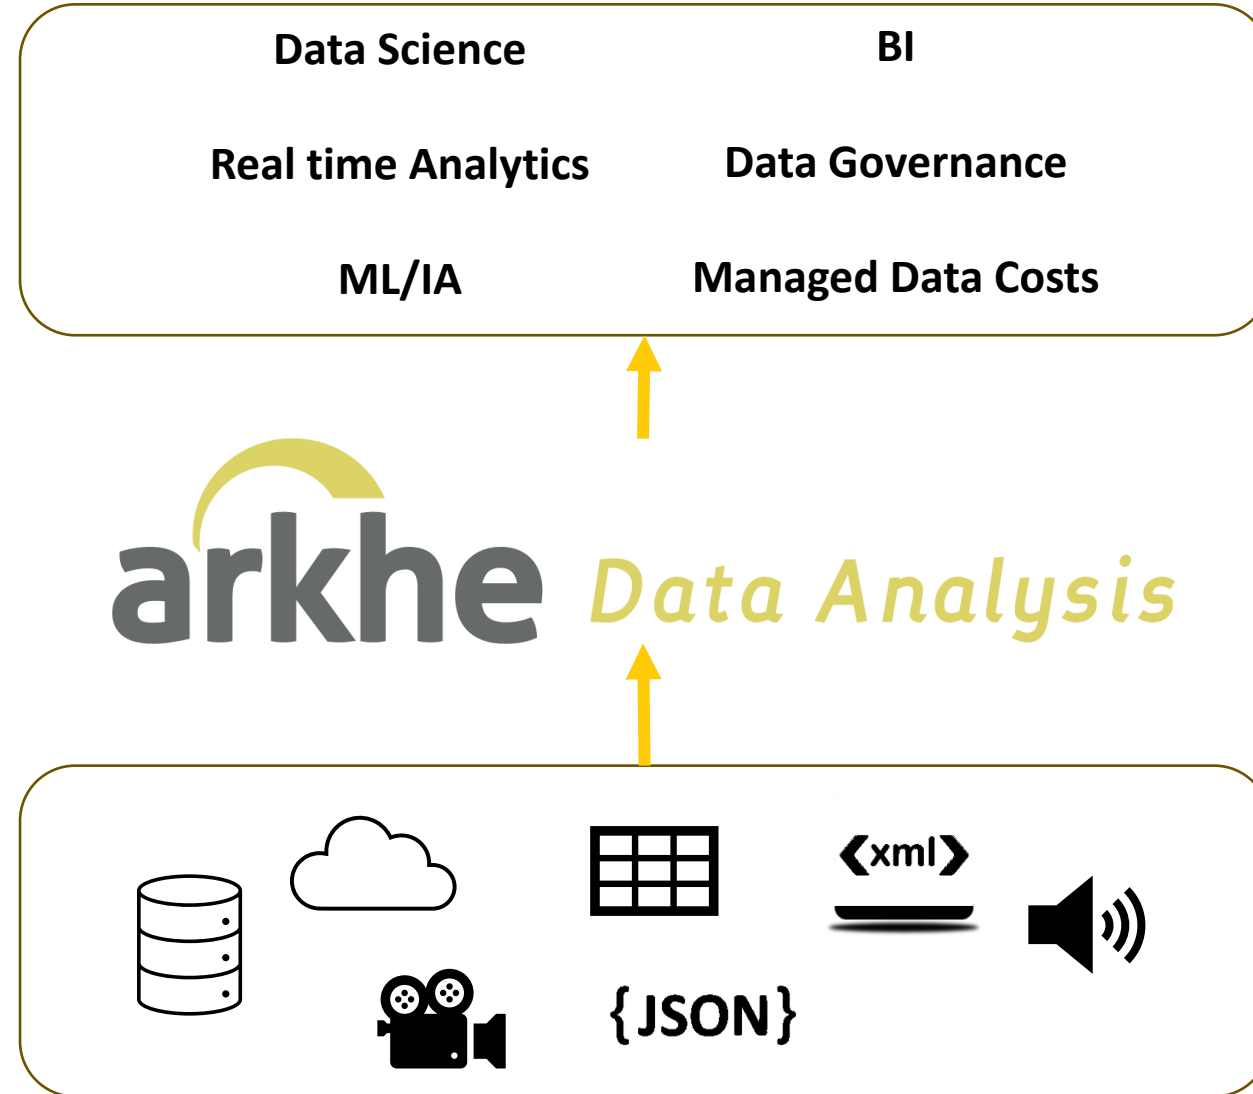 Data Science
BI
Real time Analytics
Data Governance
ML/IA
Managed Data Costs
arkhe Data Analysis
<xml>
{JSON}